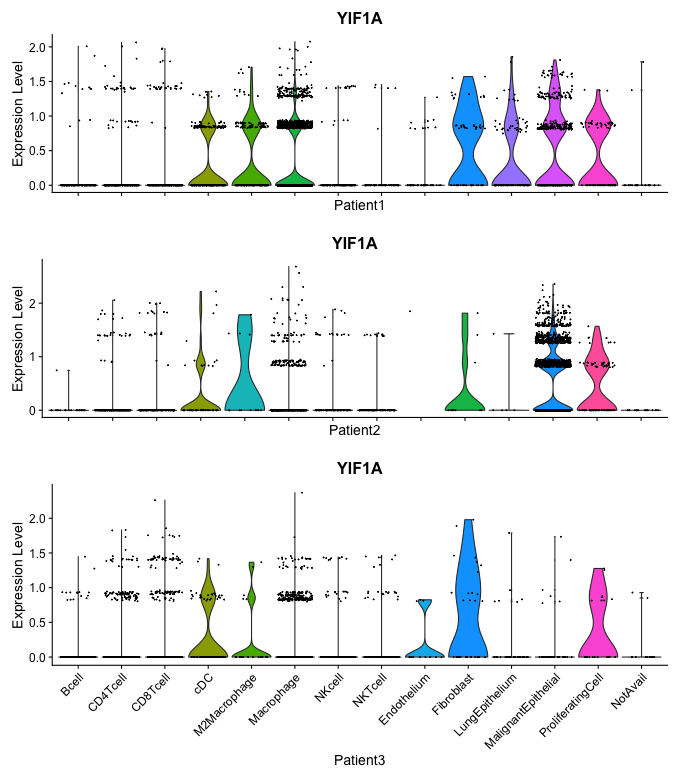 YIF1A
Expression Level
2.0
1.5
1.0
0.5
0.0
Patient1
YIF1A
Expression Level
2
1
0
Patient2
YIF1A
Expression Level
2.0
1.5
1.0
0.5
0.0
Bcell
CD4Tcell
CD8Tcell
cDC
M2Macrophage
Macrophage
NKcell
NKTcell
Endothelium
Fibroblast
LungEpithelium
MalignantEpithelial
ProliferatingCell
NotAvail
Patient3